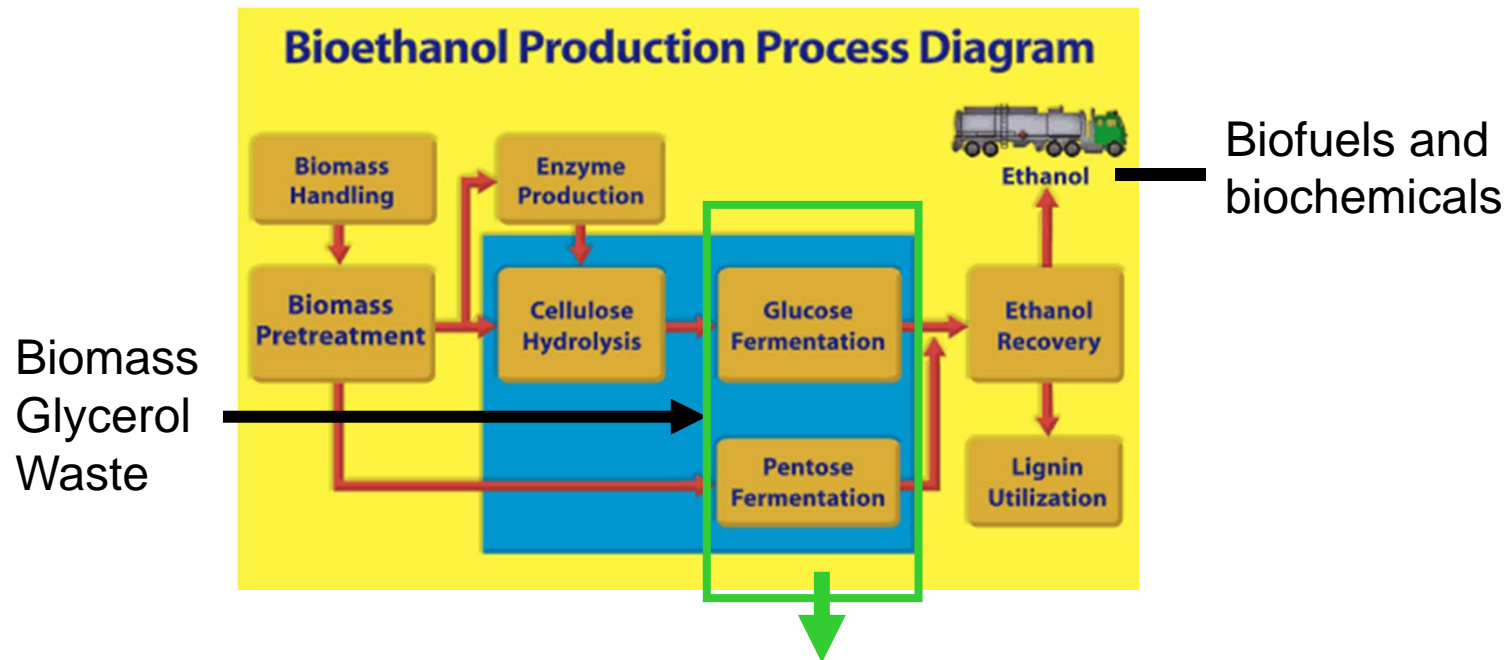 Bioethanol Production Process Diagram
Biomass
Handling
Enzyme
Production
Ethanol
Biofuels and
biochemicals
Biomass
Pretreatment
Cellulose
Hydrolysis
Glucose
Fermentation
Ethanol
Recovery
Biomass
Glycerol
Waste
Pentose
Fermentation
Lignin
Utilization